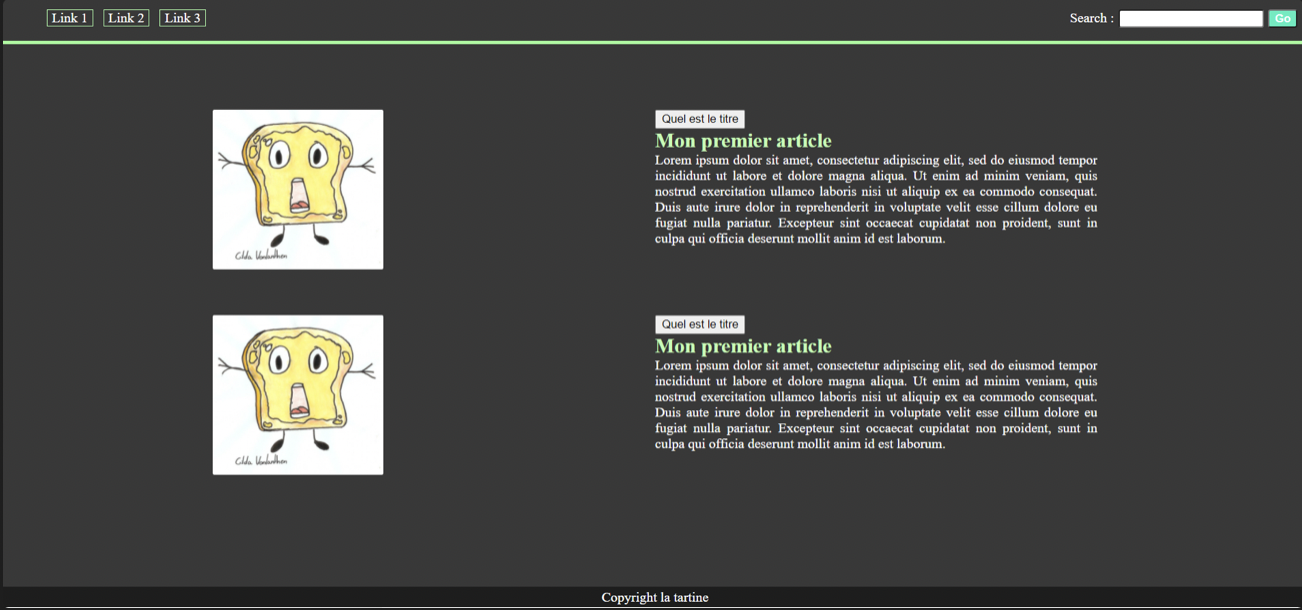 Link 1 Link 2 Link 3 Search : Go
Quel est le titre
Mon premier article
Lorem ipsum dolor sit amet, consectetur adipiscing elit, sed do eiusmod tempor
incididunt ut labore et dolore magna aliqua. Ut enim ad minim veniam, quis
nostrud exercitation ullamco laboris nisi ut aliquip ex ea commodo consequat.
Duis aute irure dolor in reprehenderit in voluptate velit esse cillum dolore eu
fugiat nulla pariatur. Excepteur sint occaecat cupidatat non proident, sunt in
culpa qui officia deserunt mollit anim id est laborum.
Quel est le titre
Mon premier article
Lorem ipsum dolor sit amet, consectetur adipiscing elit, sed do eiusmod tempor
incididunt ut labore et dolore magna aliqua. Ut enim ad minim veniam, quis
nostrud exercitation ullamco laboris nisi ut aliquip ex ea commodo consequat.
Duis aute irure dolor in reprehenderit in voluptate velit esse cillum dolore eu
fugiat nulla pariatur. Excepteur sint occaecat cupidatat non proident, sunt in
culpa qui officia deserunt mollit anim id est laborum.
Copyright la tartine